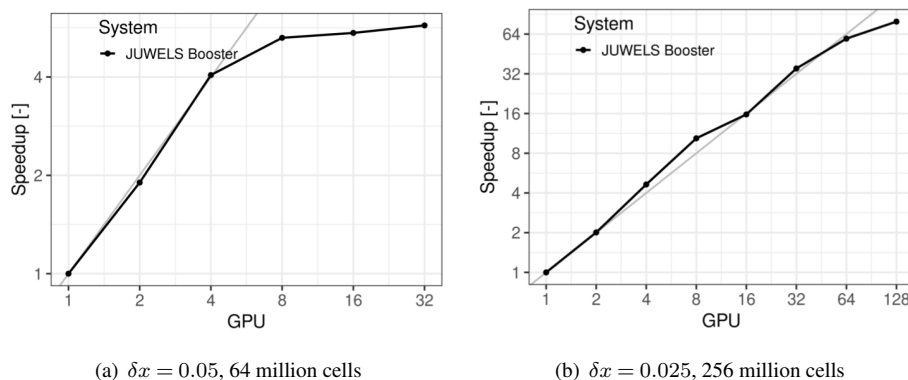 System
JUWELS Booster
4
2
1
Speedup [-]
1 2 4 8 16 32
GPU
(a) δx = 0.05, 64 million cells
System
JUWELS Booster
64
32
16
8
4
2
1
Speedup [-]
1 2 4 8 16 32 64 128
GPU
(b) δx = 0.025, 256 million cells